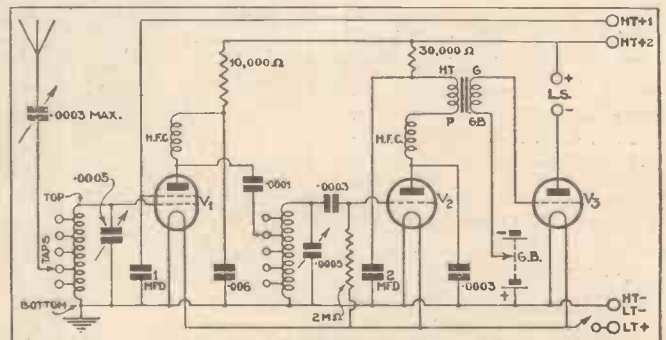 HT+1
HT+2
10,000Ω
30,000Ω
HT
G
+
L.S.
-
.0003 MAX.
P
GB
H.F.C.
H.F.C.
.0001
.0003
TOP
.0005
V1
V2
V3
TAPS
.0005
-
G.B.
+
1
MFD
.006
2
MFD
.0003
BOTTOM
2MΩ
HT-
LT-
LT+